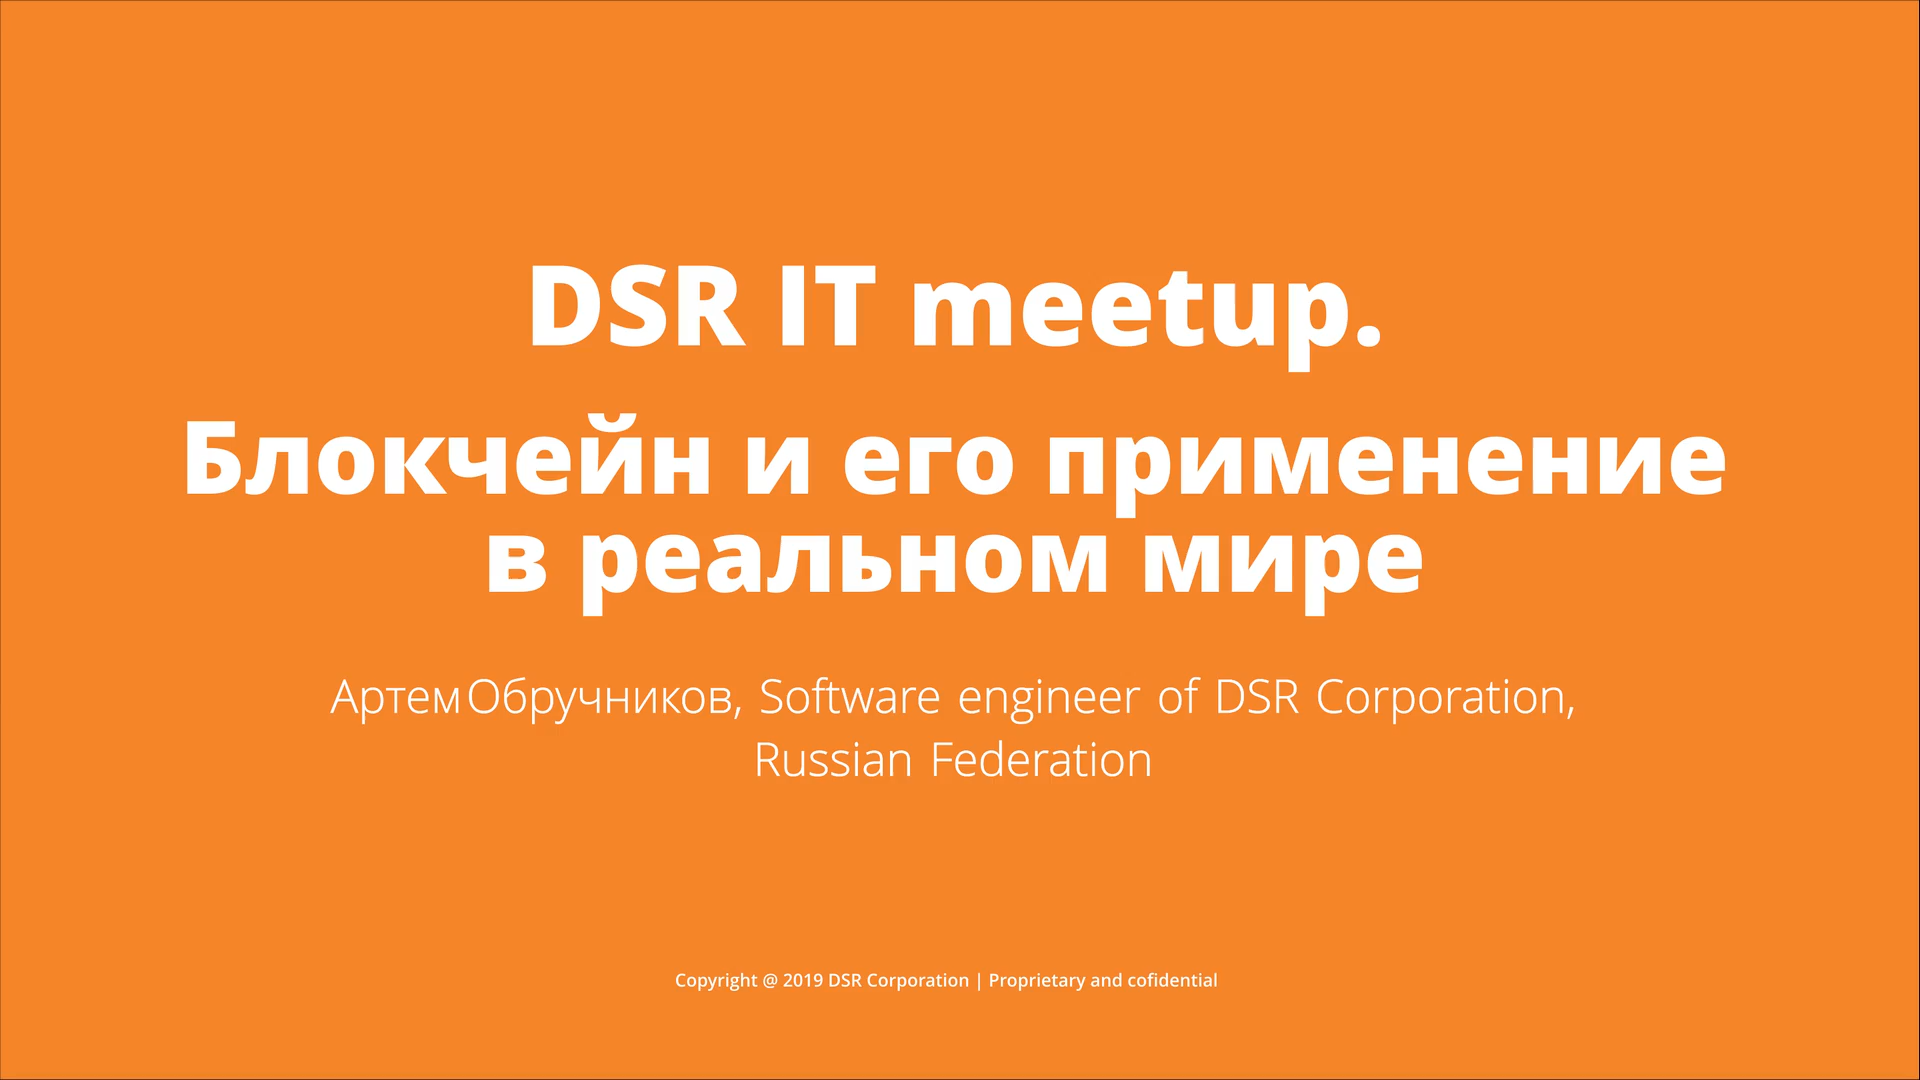 DSR IT meetup.
Блокчейн и его применение
в реальном мире
Артем Обручников, Software engineer of DSR Corporation,
Russian Federation
Copyright @ 2019 DSR Corporation | Proprietary and cofidential